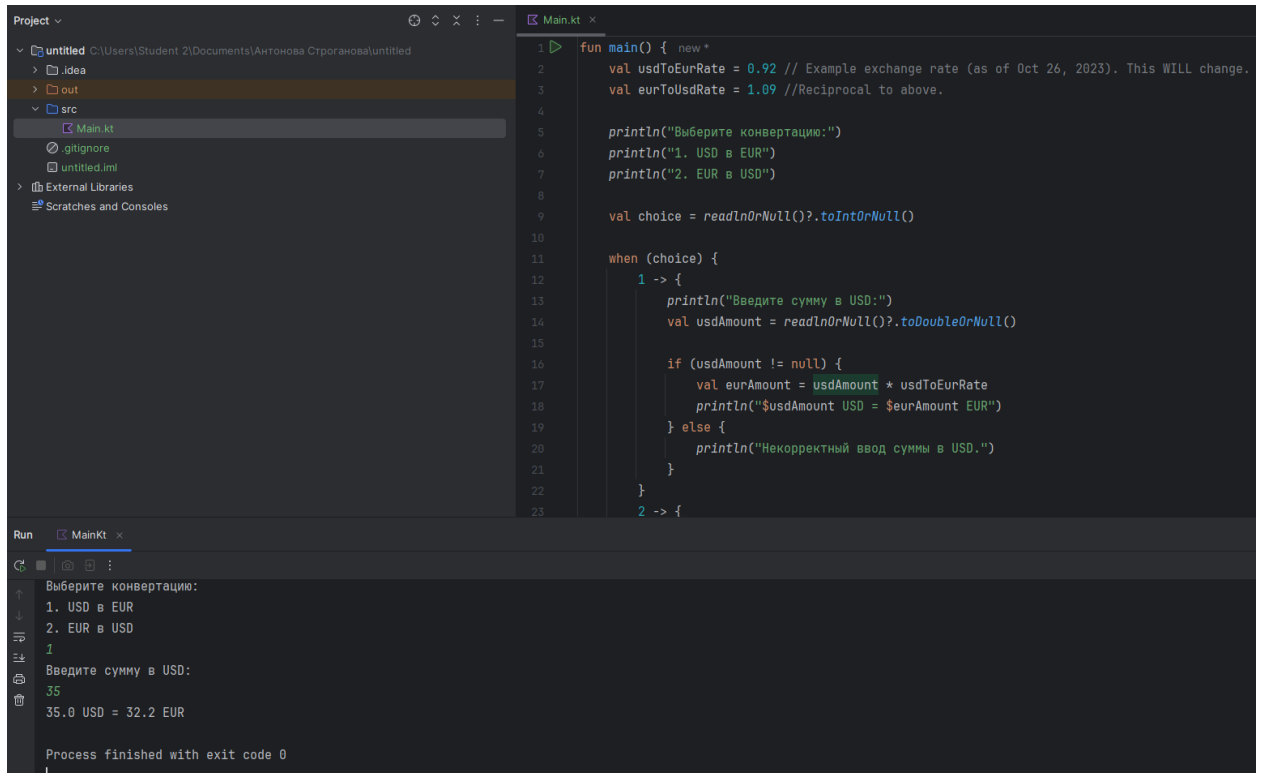 Project
Main.kt
untitled C:\Users\Student 2\Documents\Антонова Строганова\untitled
.idea
out
src
Main.kt
.gitignore
untitled.iml
External Libraries
Scratches and Consoles
1 fun main() { new *
2 val usdToEurRate = 0.92 // Example exchange rate (as of Oct 26, 2023). This WILL change.
3 val eurToUsdRate = 1.09 //Reciprocal to above.
4
5 println("Выберите конвертацию:")
6 println("1. USD в EUR")
7 println("2. EUR в USD")
8
9 val choice = readlnOrNull()?.toIntOrNull()
10
11 when (choice) {
12 1 -> {
13 println("Введите сумму в USD:")
14 val usdAmount = readlnOrNull()?.toDoubleOrNull()
15
16 if (usdAmount != null) {
17 val eurAmount = usdAmount * usdToEurRate
18 println("$usdAmount USD = $eurAmount EUR")
19 } else {
20 println("Некорректный ввод суммы в USD.")
21 }
22 }
23 2 -> {
Run MainKt
Выберите конвертацию:
1. USD в EUR
2. EUR в USD
1
Введите сумму в USD:
35
35.0 USD = 32.2 EUR
Process finished with exit code 0